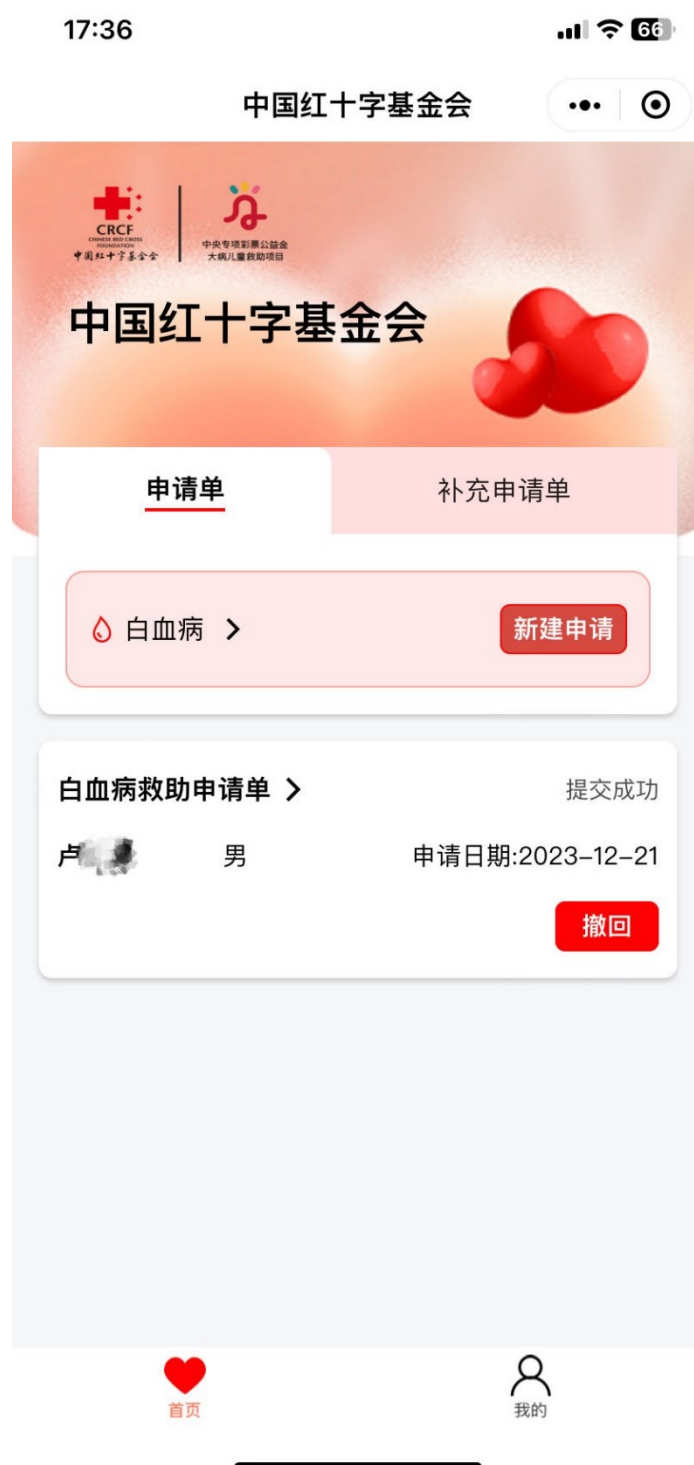 17:36
66
中国红十字基金会
CRCF
CHINESE RED CROSS
FOUNDATION
中国红十字基金会
中央专项彩票公益金
大病儿童救助项目
中国红十字基金会
申请单
补充申请单
白血病
新建申请
白血病救助申请单
提交成功
卢
男
申请日期:2023-12-21
撤回
首页
我的